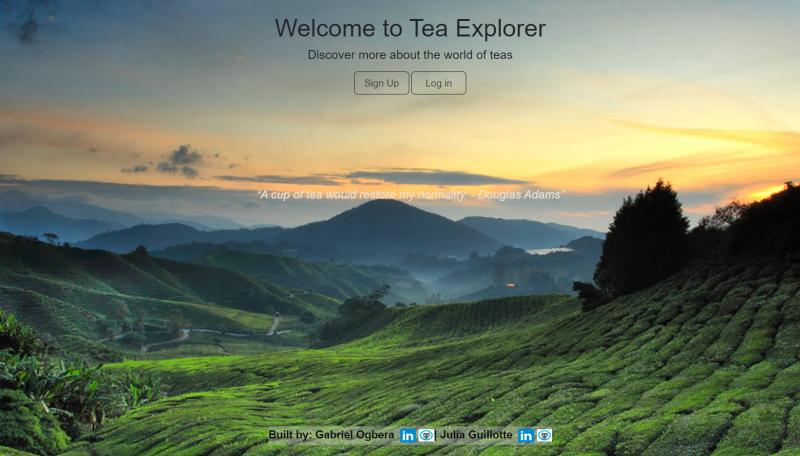 Welcome to Tea Explorer
Discover more about the world of teas
Sign Up Log in
“A cup of tea would restore my normality. - Douglas Adams”
Built by: Gabriel Ogbera in | Julia Guillotte in